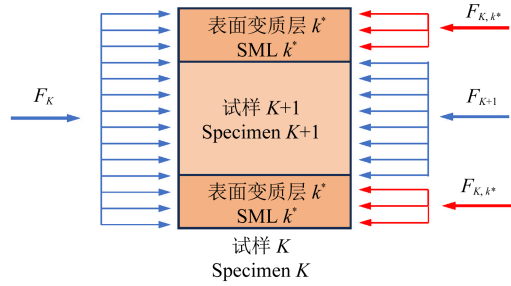 表面变质层 k*
SML k*
F_{K, k*}
F_K
试样 K+1
Specimen K+1
F_{K+1}
表面变质层 k*
SML k*
F_{K, k*}
试样 K
Specimen K